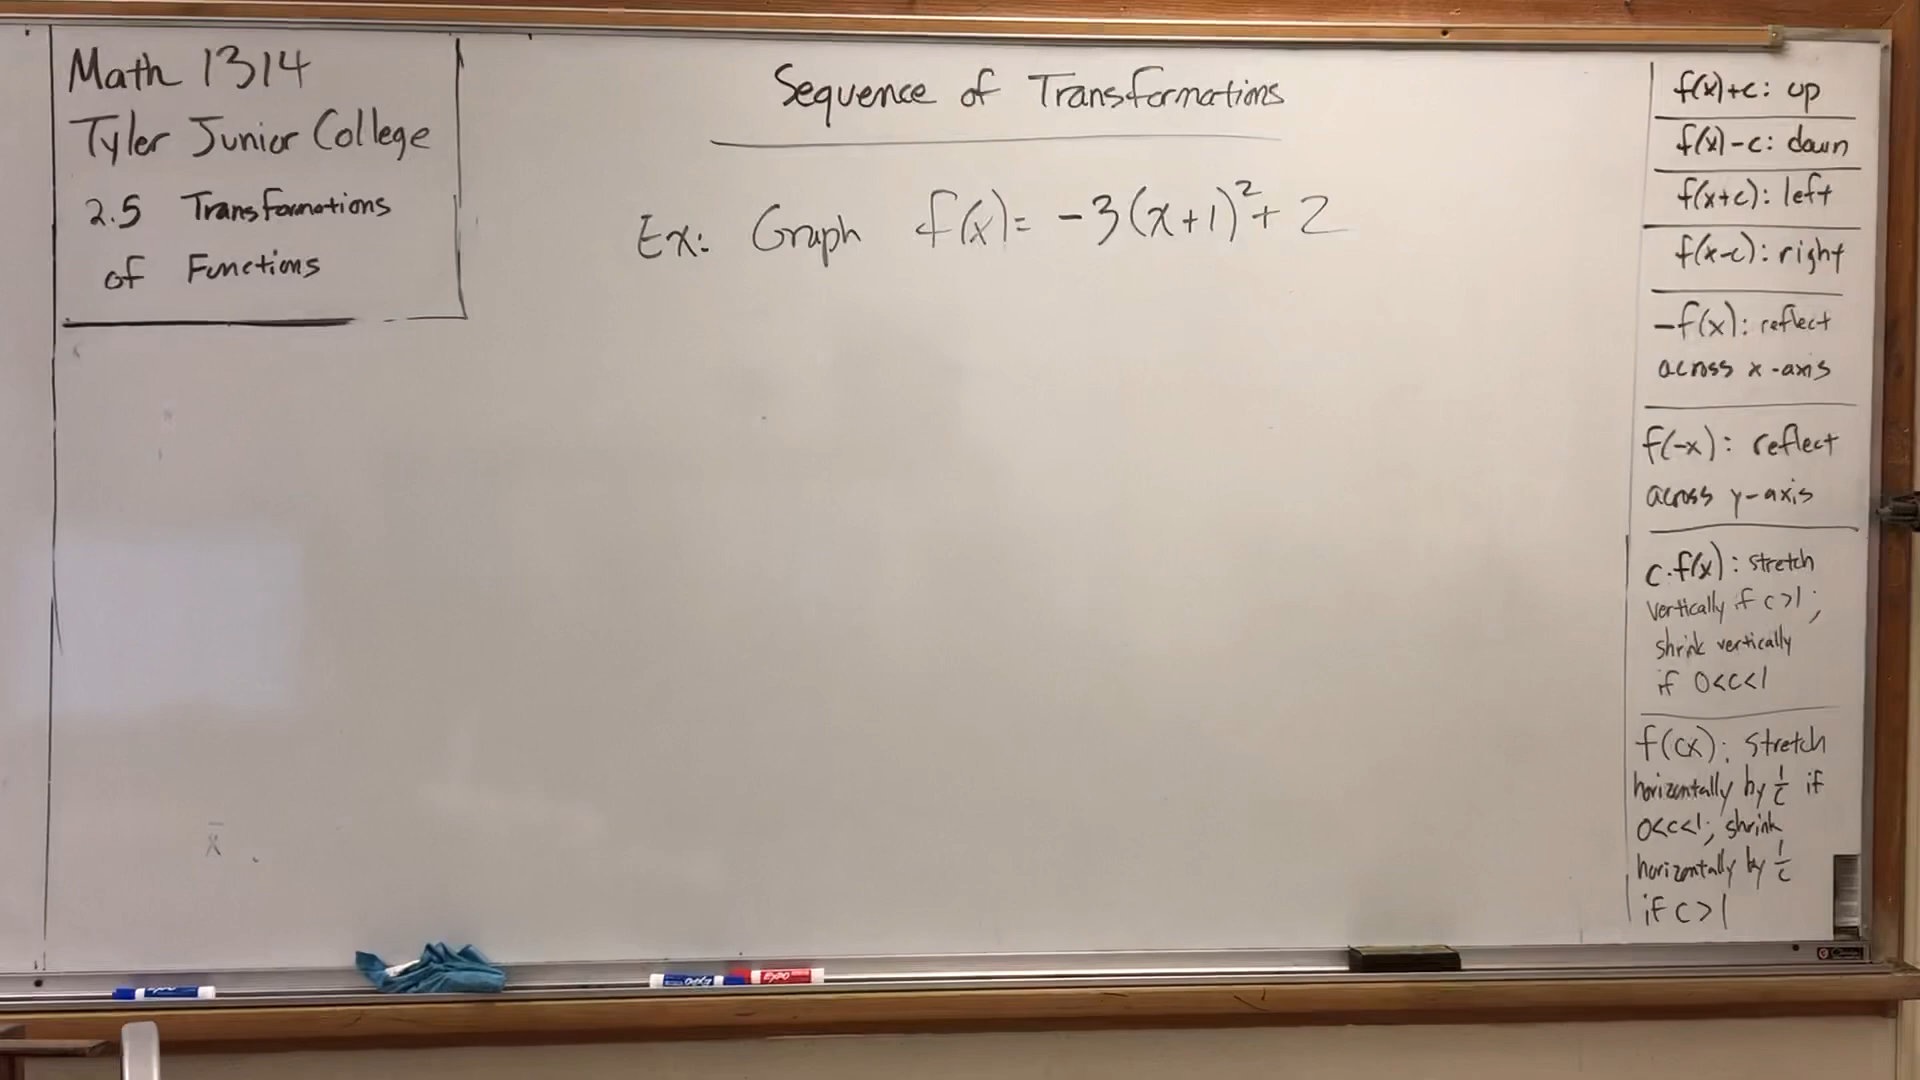 Math 1314
Tyler Junior College
2.5 Transformations
of Functions
Sequence of Transformations
Ex: Graph f(x) = -3(x+1)²+ 2
f(x)+c: up
f(x)-c: down
f(x+c): left
f(x-c): right
-f(x): reflect
across x-axis
f(-x): reflect
across y-axis
c·f(x): stretch
vertically if c>1;
shrink vertically
if 0<c<1
f(cx): stretch
horizontally by 1/c if
0<c<1; shrink
horizontally by 1/c
if c>1
x̄
EXPO
EXPO